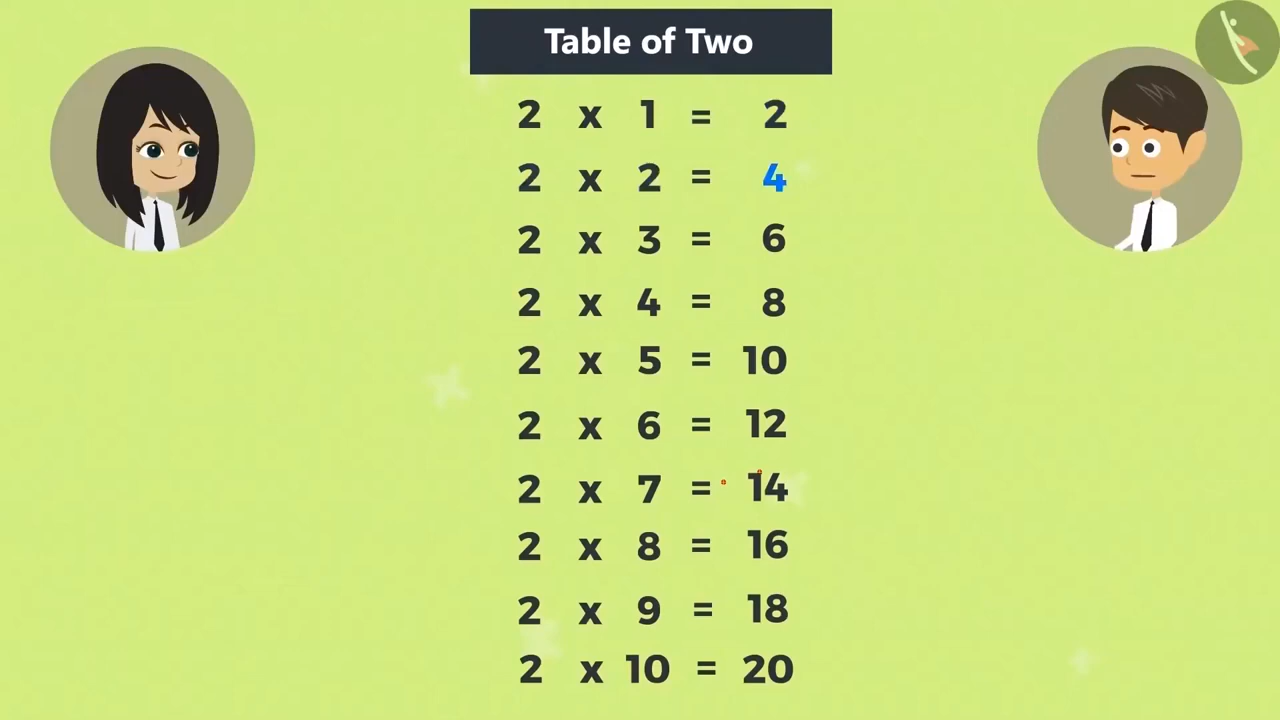 Table of Two
2 x 1 = 2
2 x 2 = 4
2 x 3 = 6
2 x 4 = 8
2 x 5 = 10
2 x 6 = 12
2 x 7 = 14
2 x 8 = 16
2 x 9 = 18
2 x 10 = 20